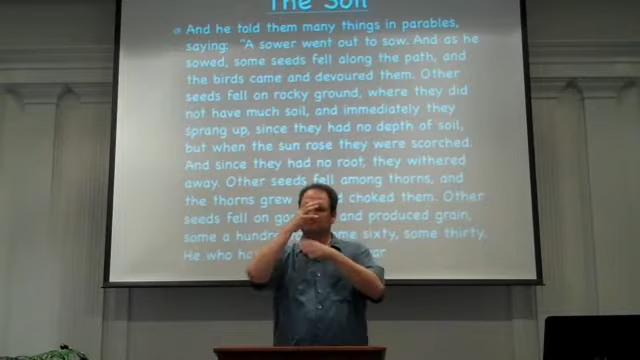 The Soil
And he told them many things in parables,
saying: "A sower went out to sow. And as he
sowed, some seeds fell along the path, and
the birds came and devoured them. Other
seeds fell on rocky ground, where they did
not have much soil, and immediately they
sprang up, since they had no depth of soil,
but when the sun rose they were scorched.
And since they had no root, they withered
away. Other seeds fell among thorns, and
the thorns grew d choked them. Other
seeds fell on and produced grain,
some a hund some sixty, some thirty.
He who